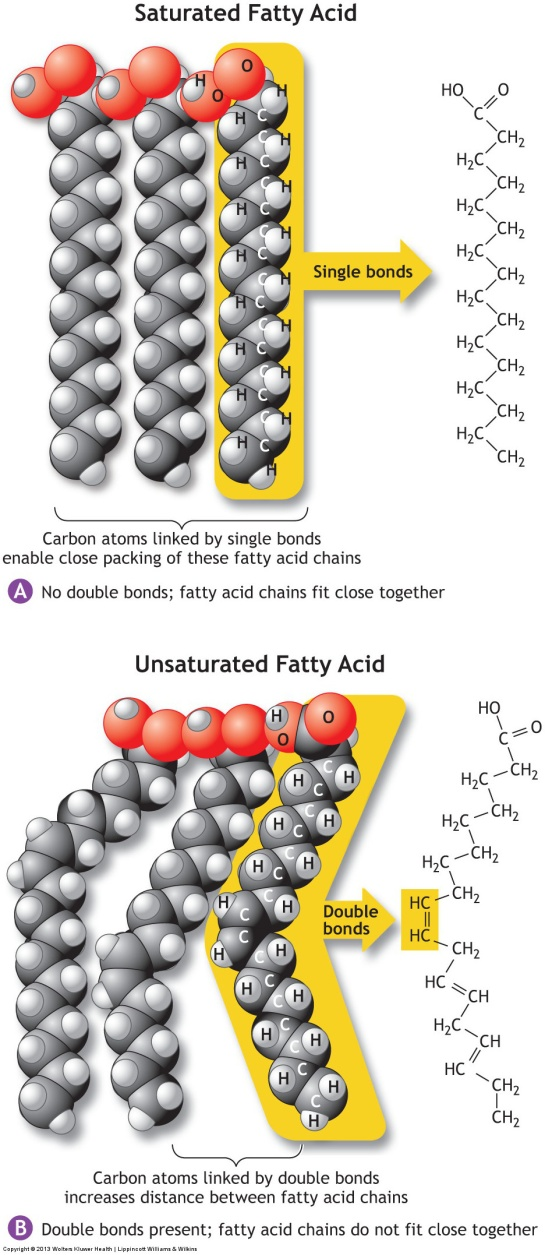 Saturated Fatty Acid
H
O
O
H
H
C
C
H
H
C
C
H
H
C
C
H
H
C
C
H
H
C
C
H
H
C
C
H
H
C
C
H
H
C
H
Single bonds
HO
O
C
CH₂
H₂C
CH₂
H₂C
CH₂
H₂C
CH₂
H₂C
CH₂
H₂C
CH₂
H₂C
CH₂
H₂C
CH₂
Carbon atoms linked by single bonds
enable close packing of these fatty acid chains
A No double bonds; fatty acid chains fit close together
Unsaturated Fatty Acid
H
O
O
H
H
C
C
H
H
C
C
H
H
C
C
H
H
C
C
H
H
C
C
H
H
C
C
H
H
C
C
H
H
C
H
Double
bonds
HO
C
O
CH₂
H₂C
CH₂
H₂C
CH₂
H₂C
CH₂
HC
HC
CH₂
HC
CH
H₂C
CH
HC
CH₂
CH₂
Carbon atoms linked by double bonds
increases distance between fatty acid chains
B Double bonds present; fatty acid chains do not fit close together
Copyright © 2013 Wolters Kluwer Health | Lippincott Williams & Wilkins